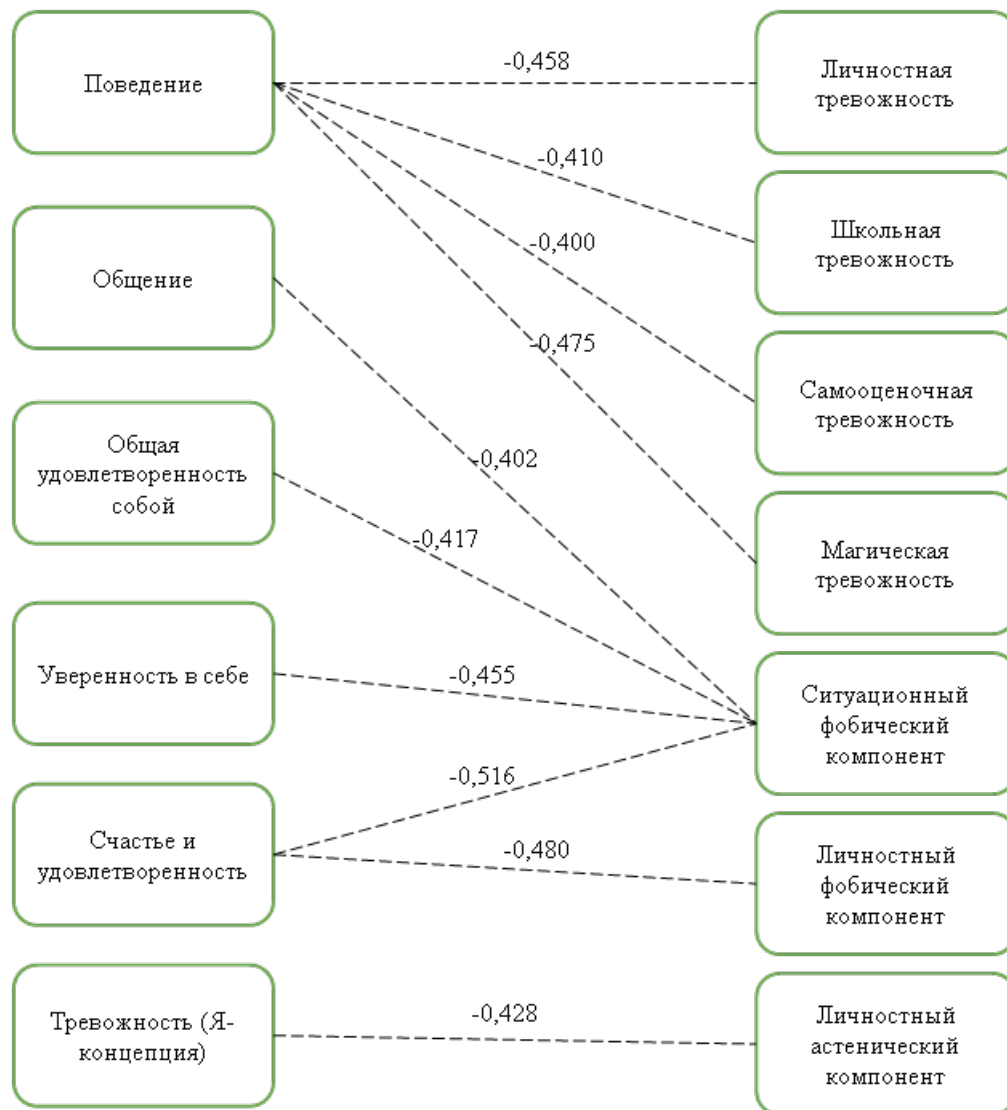 Поведение
-0,458
Личностная
тревожность
-0,410
Школьная
тревожность
Общение
-0,400
-0,475
Самооценочная
тревожность
Общая
удовлетворенность
собой
-0,402
-0,417
Магическая
тревожность
Уверенность в себе
-0,455
Ситуационный
фобический
компонент
-0,516
Счастье и
удовлетворенность
-0,480
Личностный
фобический
компонент
Тревожность (Я-
концепция)
-0,428
Личностный
астенический
компонент